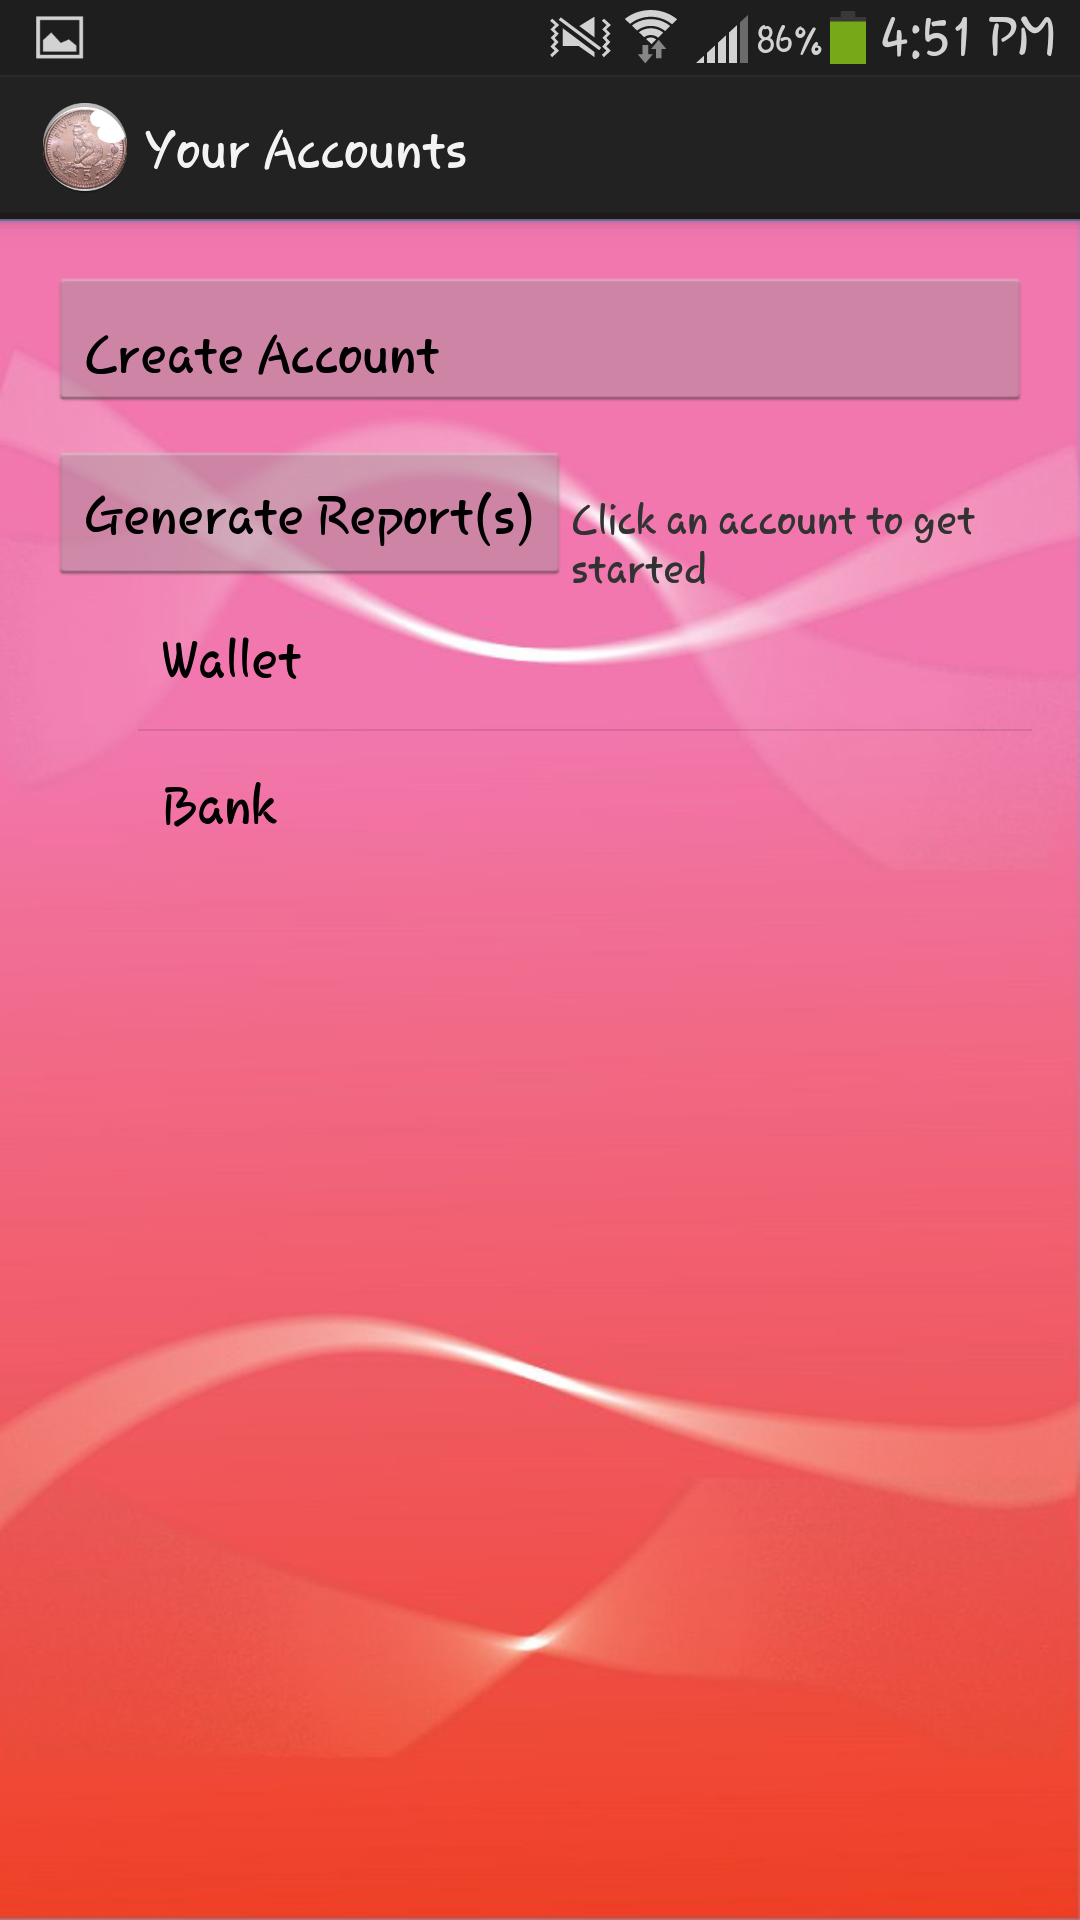 86% 4:51 PM
Your Accounts
Create Account
Generate Report(s)
Click an account to get
started
Wallet
Bank